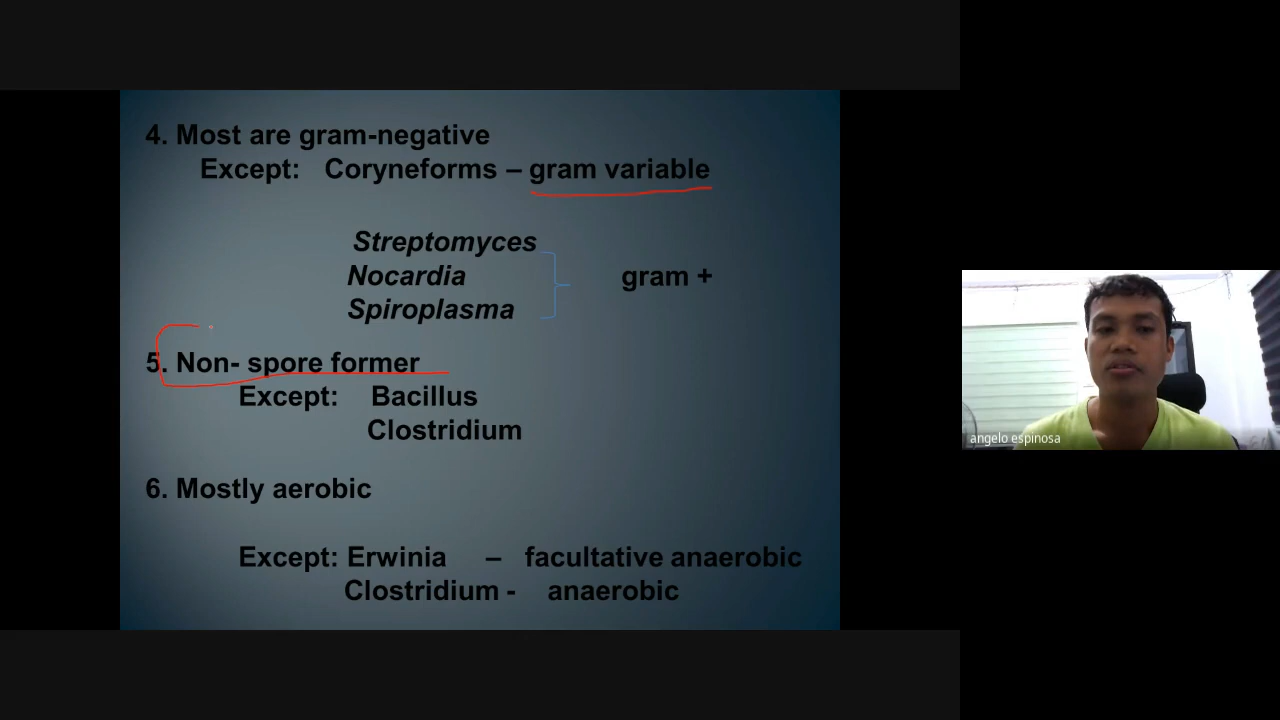 4. Most are gram-negative
Except: Coryneforms – gram variable
Streptomyces
Nocardia gram +
Spiroplasma
5. Non- spore former
Except: Bacillus
Clostridium
6. Mostly aerobic
Except: Erwinia – facultative anaerobic
Clostridium - anaerobic
angelo espinosa